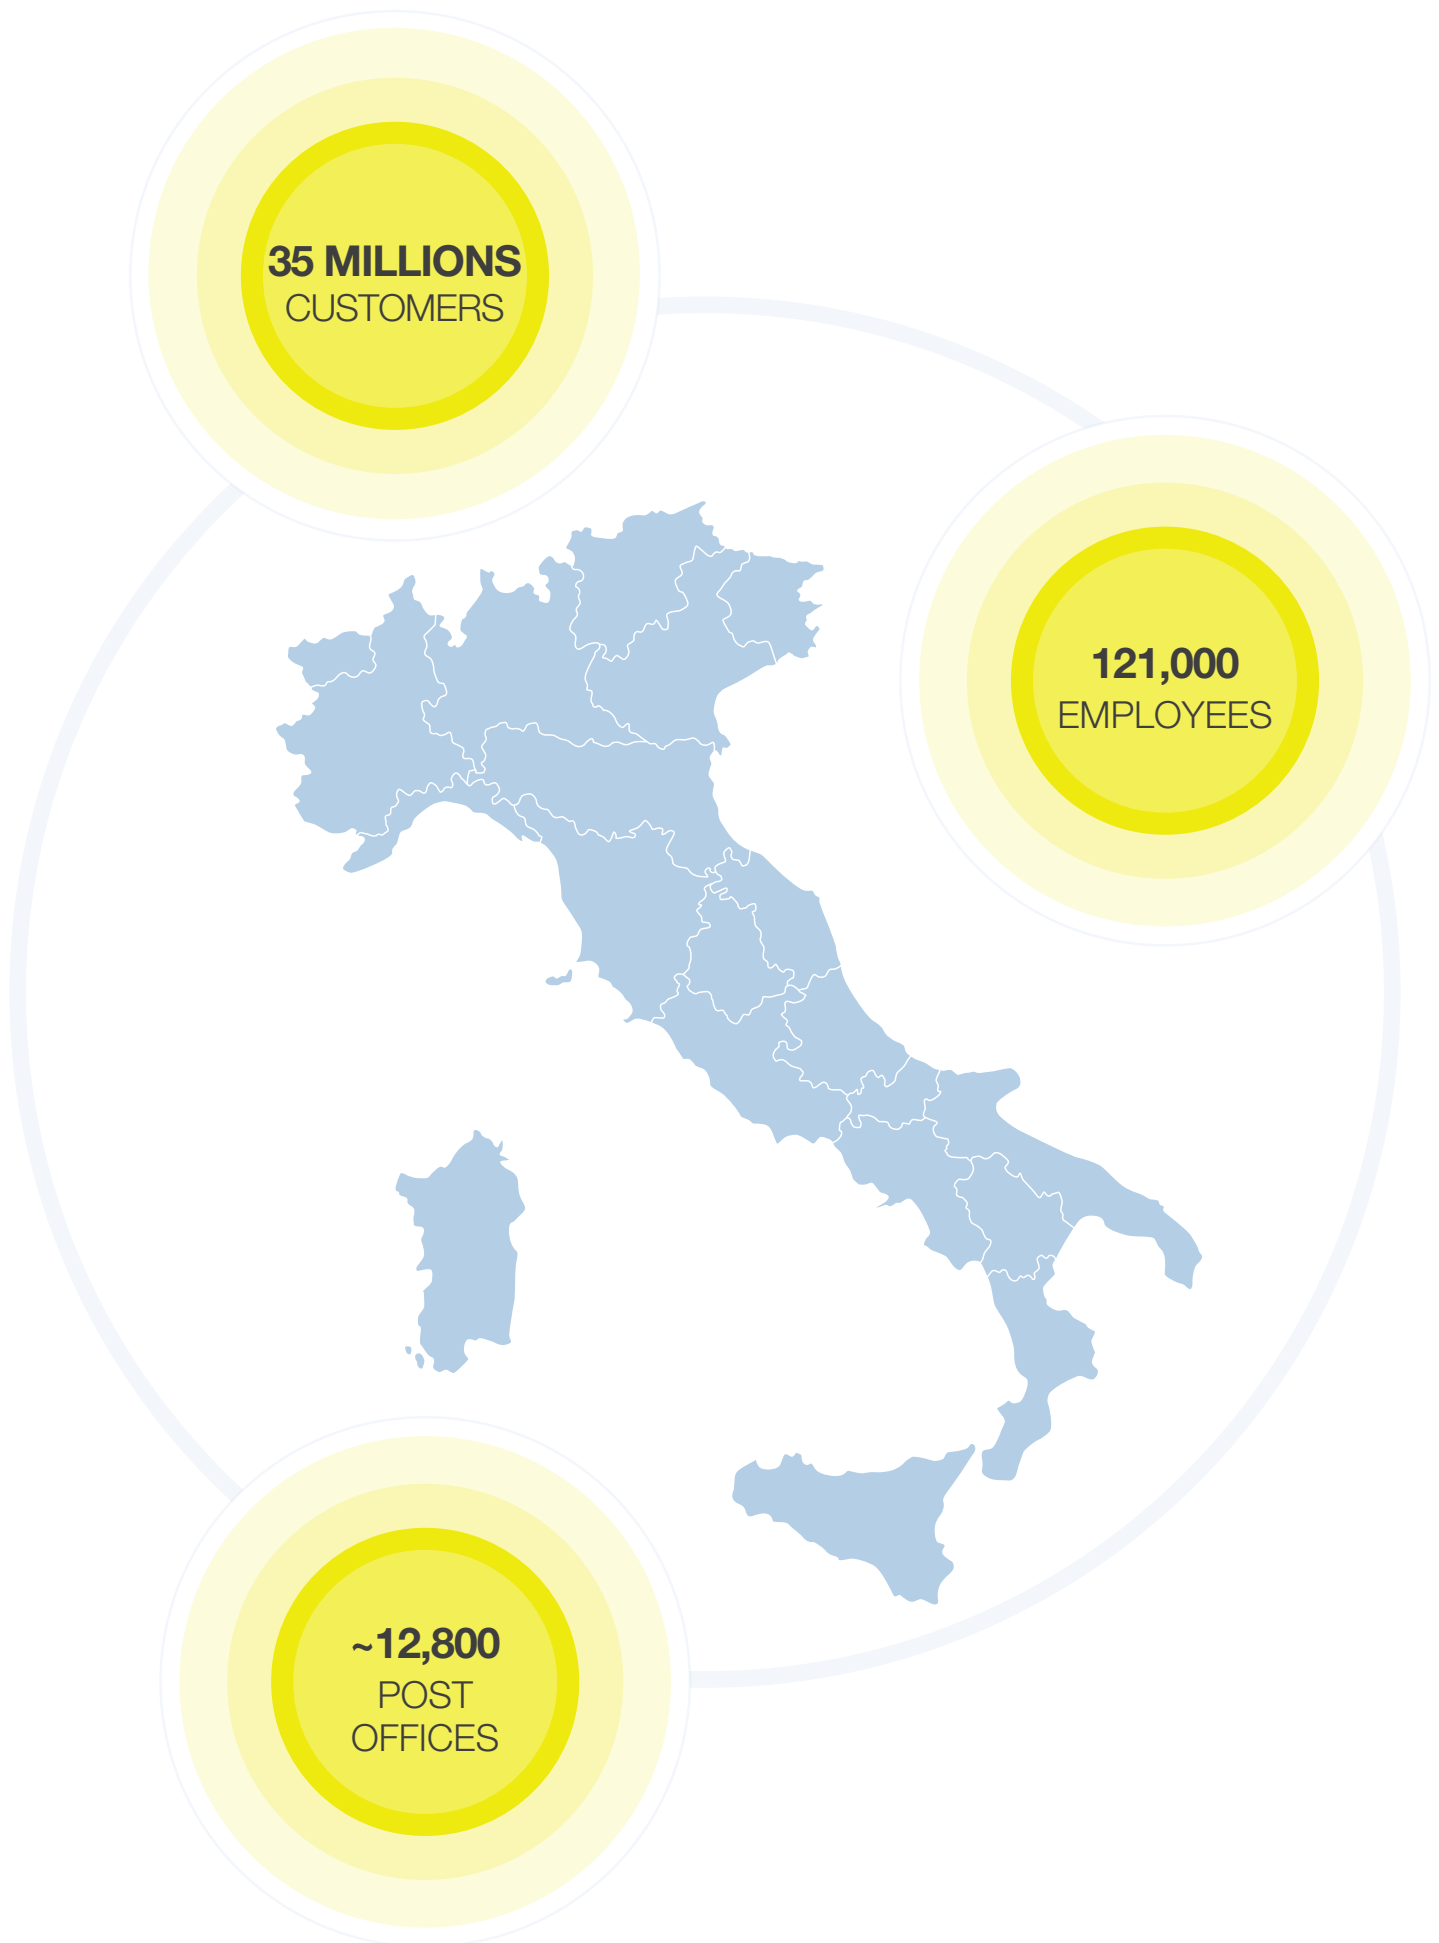 35 MILLIONS
CUSTOMERS
121,000
EMPLOYEES
~12,800
POST
OFFICES